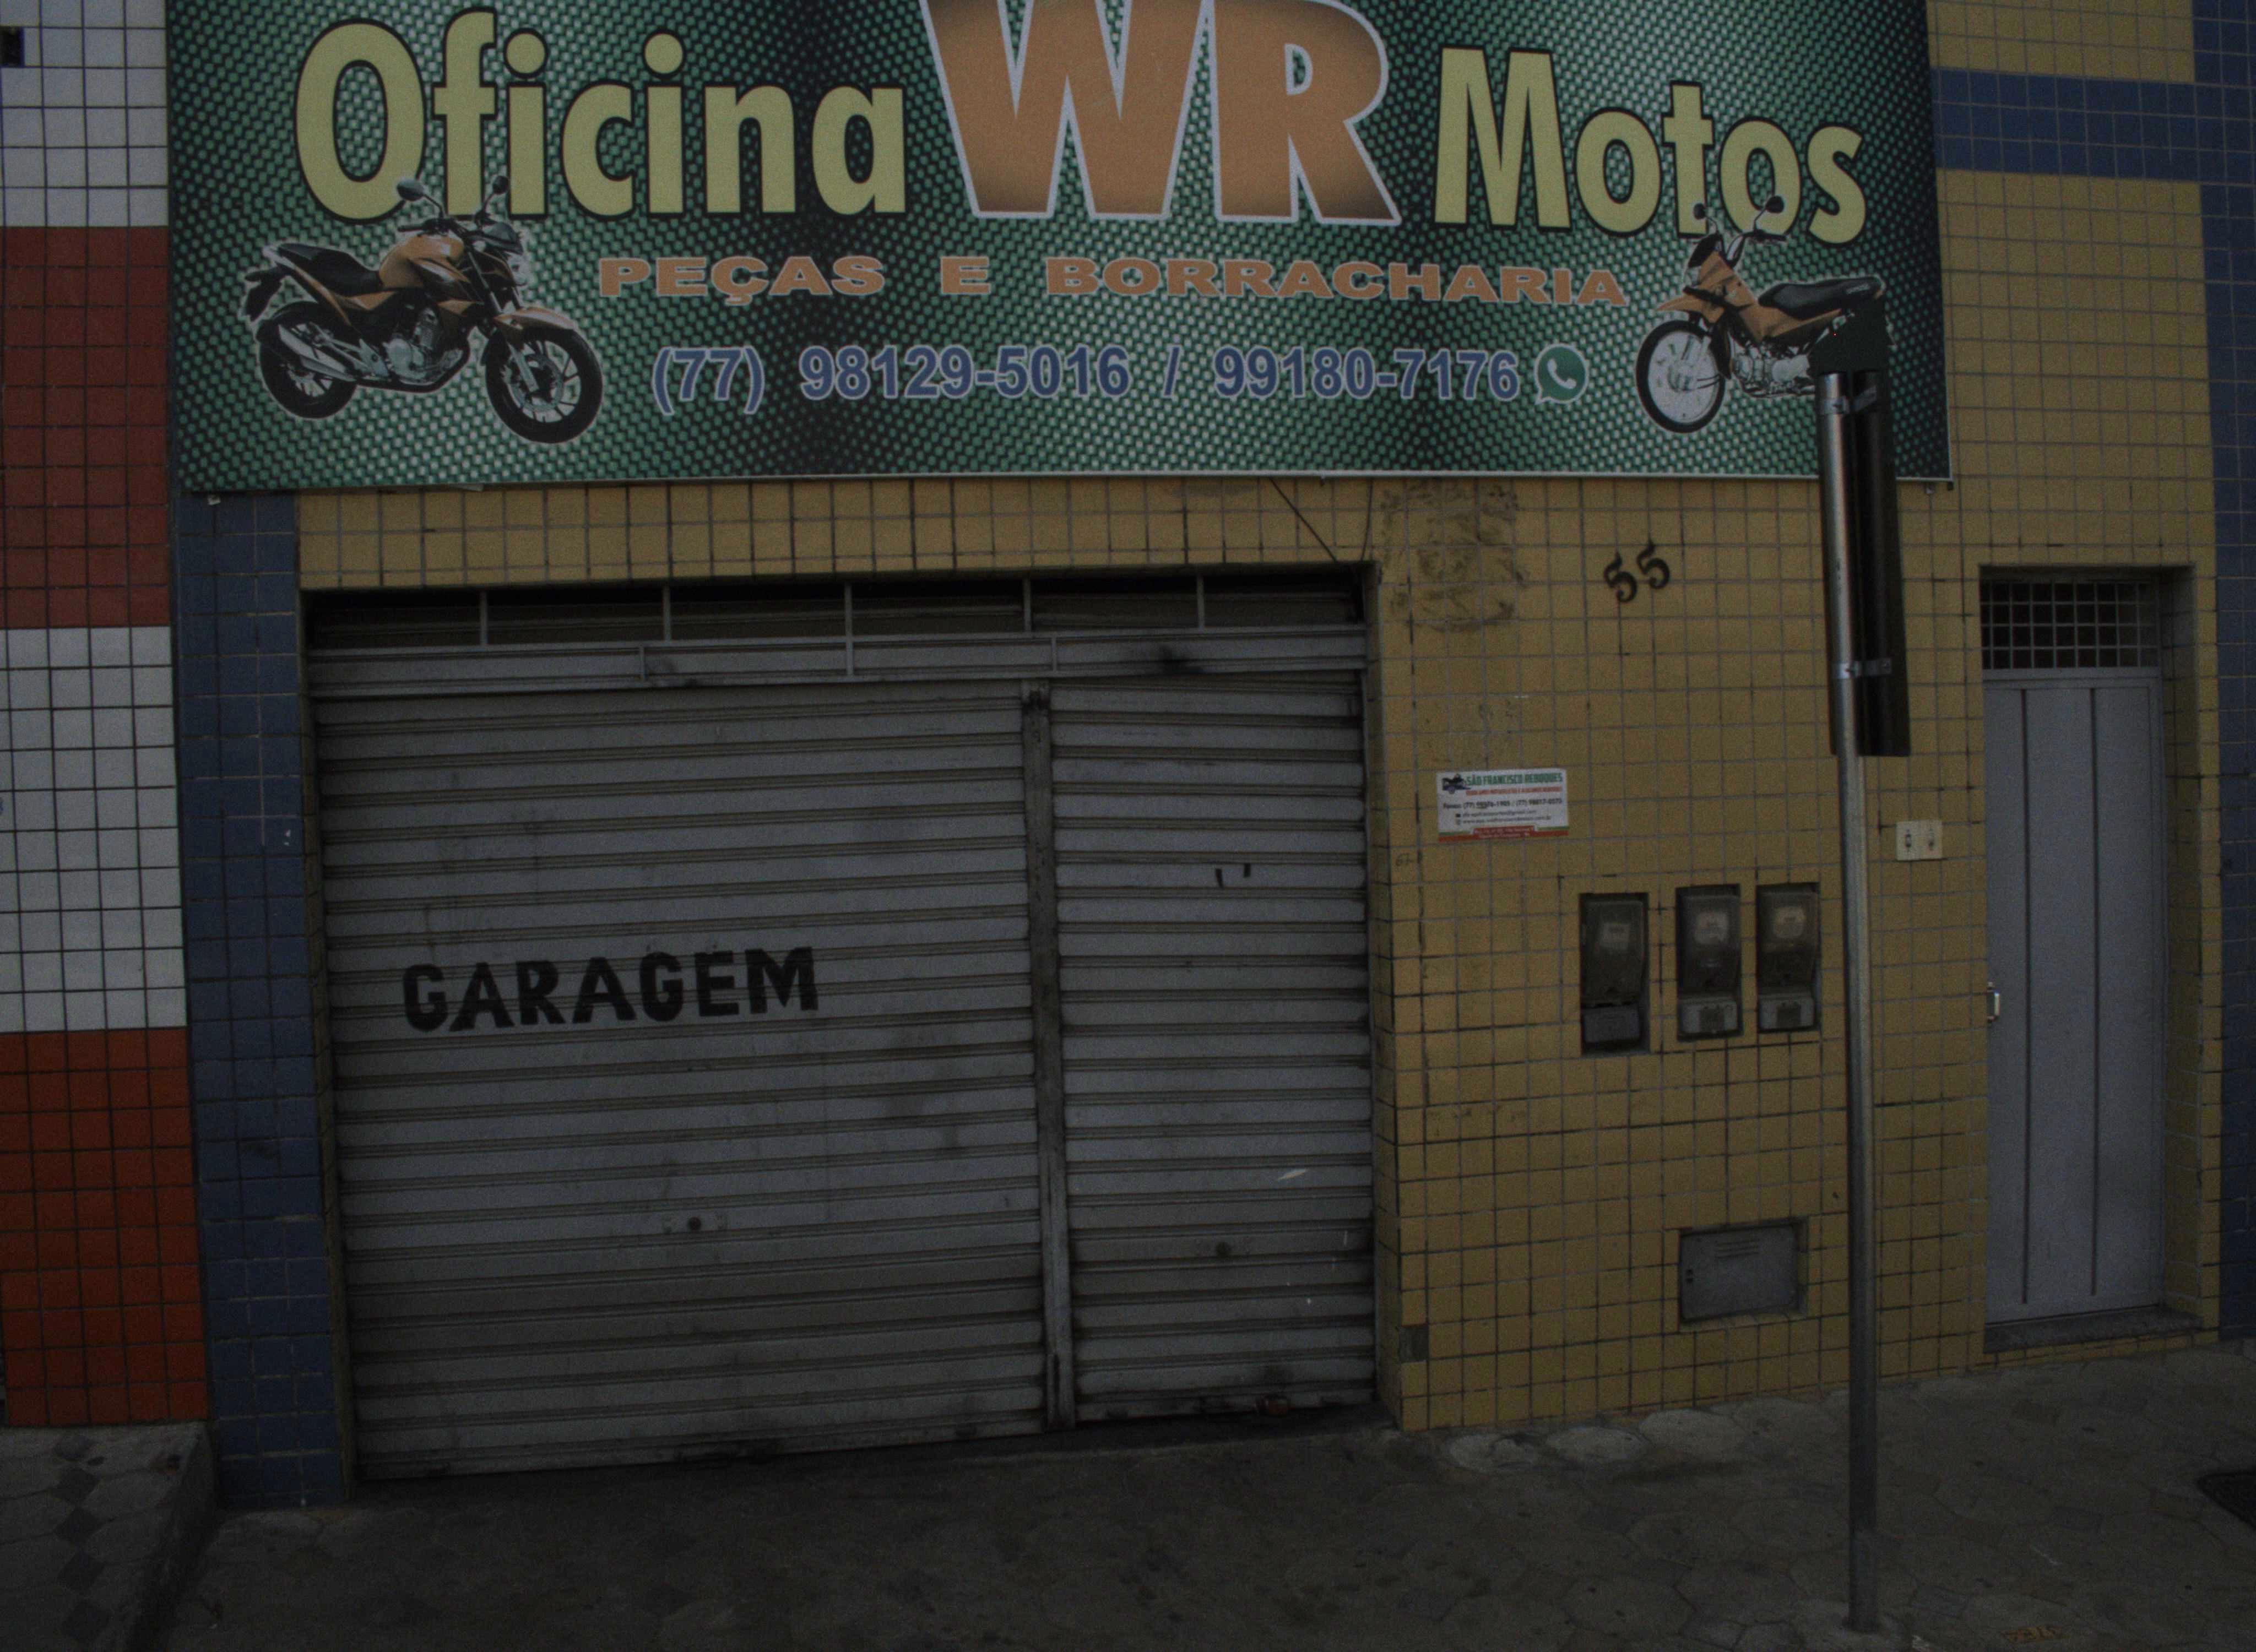 Oficina WR Motos
PEÇAS E BORRACHARIA
(77) 98129-5016 / 99180-7176
55
SÃO FRANCISCO REBOQUES
GARAGEM